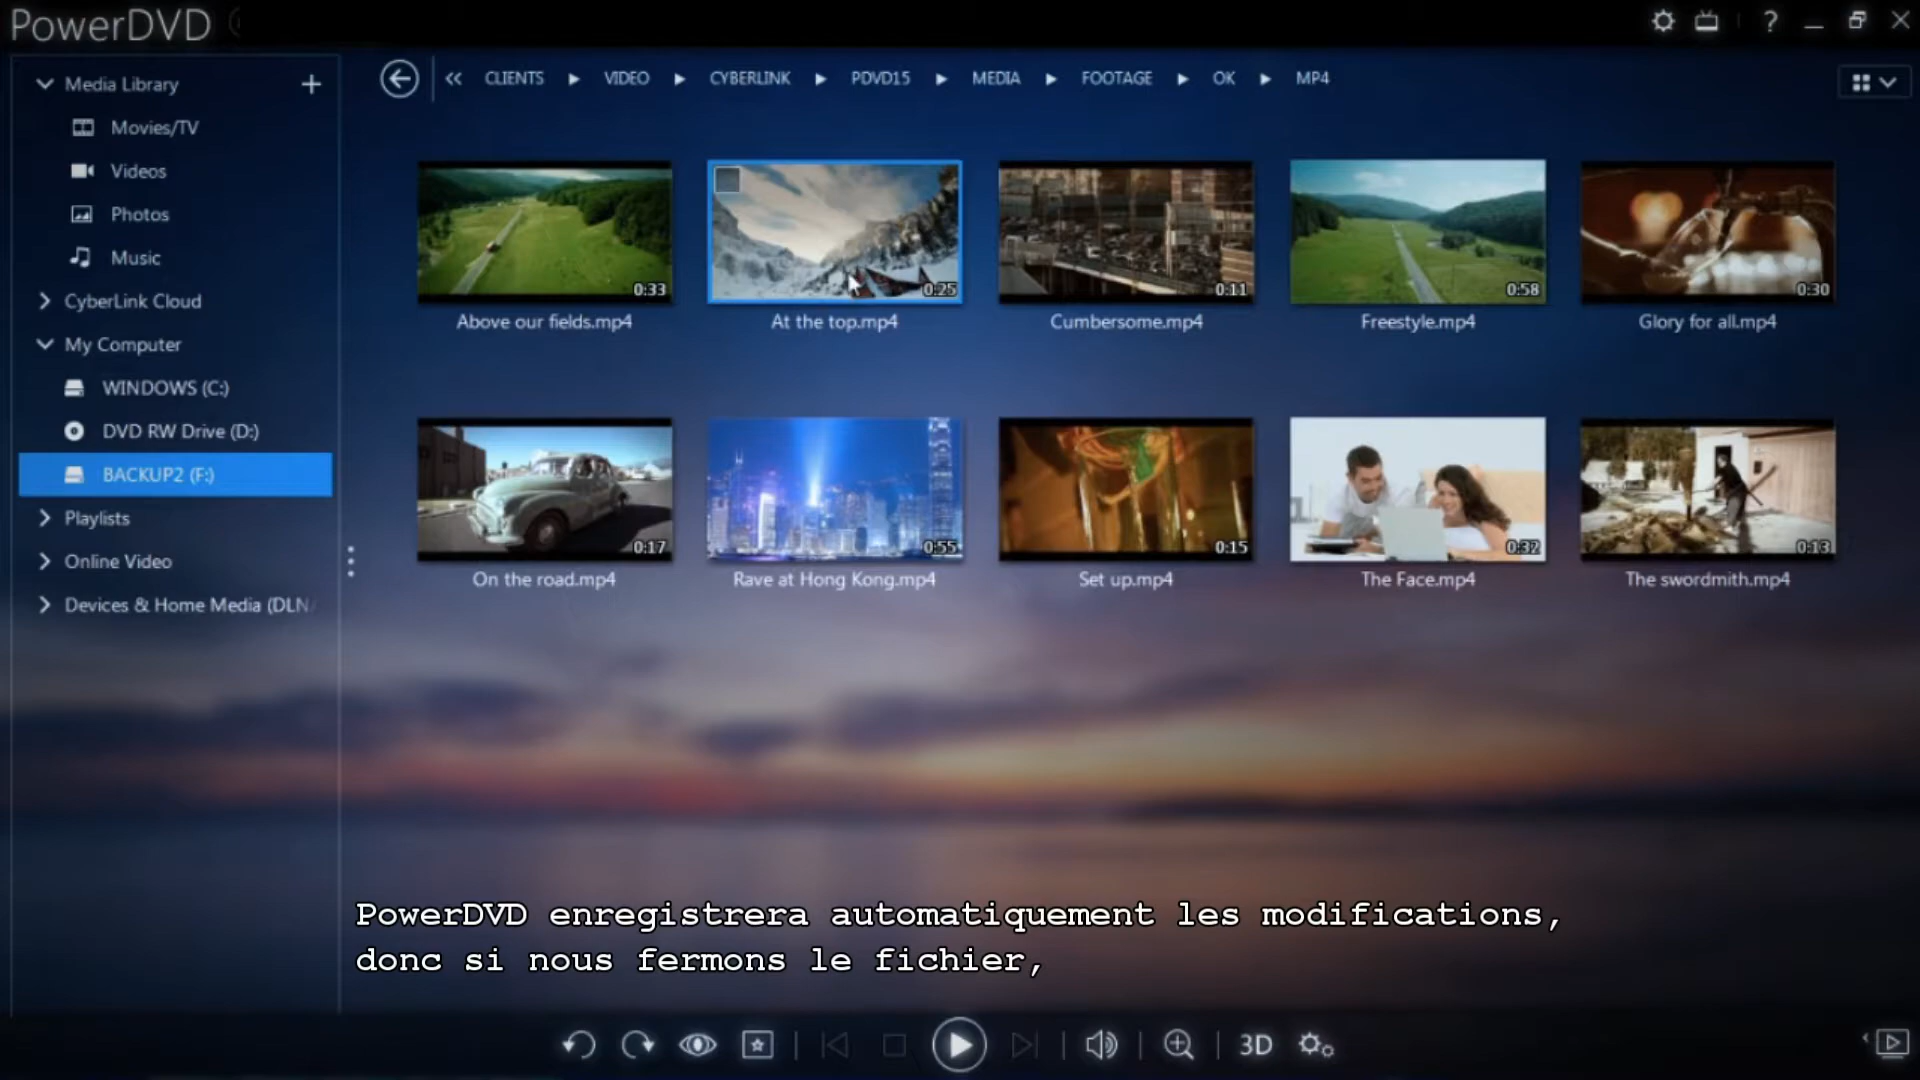 PowerDVD
Media Library
Movies/TV
Videos
Photos
Music
CyberLink Cloud
My Computer
WINDOWS (C:)
DVD RW Drive (D:)
BACKUP2 (F:)
Playlists
Online Video
Devices & Home Media (DLN
CLIENTS ▶ VIDEO ▶ CYBERLINK ▶ PDVD15 ▶ MEDIA ▶ FOOTAGE ▶ OK ▶ MP4
0:33 0:25 0:11 0:58 0:30
Above our fields.mp4 At the top.mp4 Cumbersome.mp4 Freestyle.mp4 Glory for all.mp4
0:17 0:55 0:15 0:32 0:13
On the road.mp4 Rave at Hong Kong.mp4 Set up.mp4 The Face.mp4 The swordmith.mp4
PowerDVD enregistrera automatiquement les modifications,
donc si nous fermons le fichier,
3D